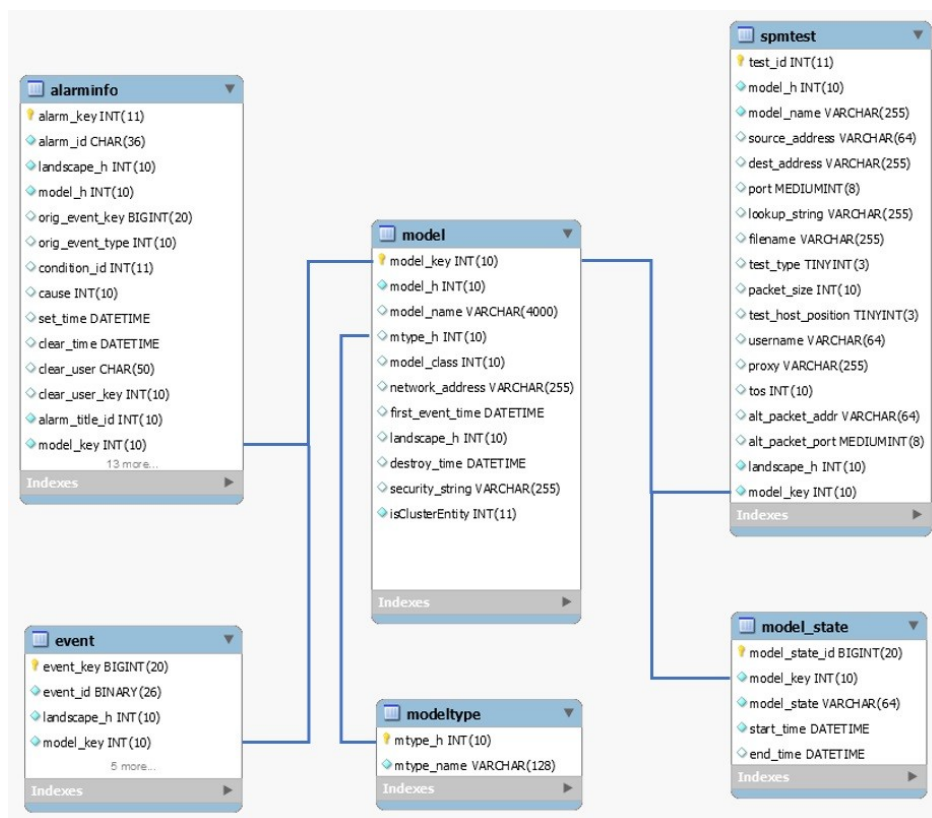 alarminfo
alarm_key INT(11)
alarm_id CHAR(36)
landscape_h INT(10)
model_h INT(10)
orig_event_key BIGINT(20)
orig_event_type INT(10)
condition_id INT(11)
cause INT(10)
set_time DATETIME
clear_time DATETIME
clear_user CHAR(50)
clear_user_key INT(10)
alarm_title_id INT(10)
model_key INT(10)
13 more...
Indexes
event
event_key BIGINT(20)
event_id BINARY(26)
landscape_h INT(10)
model_key INT(10)
5 more...
Indexes
model
model_key INT(10)
model_h INT(10)
model_name VARCHAR(4000)
mtype_h INT(10)
model_class INT(10)
network_address VARCHAR(255)
first_event_time DATETIME
landscape_h INT(10)
destroy_time DATETIME
security_string VARCHAR(255)
isClusterEntity INT(11)
Indexes
modeltype
mtype_h INT(10)
mtype_name VARCHAR(128)
Indexes
spmtest
test_id INT(11)
model_h INT(10)
model_name VARCHAR(255)
source_address VARCHAR(64)
dest_address VARCHAR(255)
port MEDIUMINT(8)
lookup_string VARCHAR(255)
filename VARCHAR(255)
test_type TINYINT(3)
packet_size INT(10)
test_host_position TINYINT(3)
username VARCHAR(64)
proxy VARCHAR(255)
tos INT(10)
alt_packet_addr VARCHAR(64)
alt_packet_port MEDIUMINT(8)
landscape_h INT(10)
model_key INT(10)
Indexes
model_state
model_state_id BIGINT(20)
model_key INT(10)
model_state VARCHAR(64)
start_time DATETIME
end_time DATETIME
Indexes